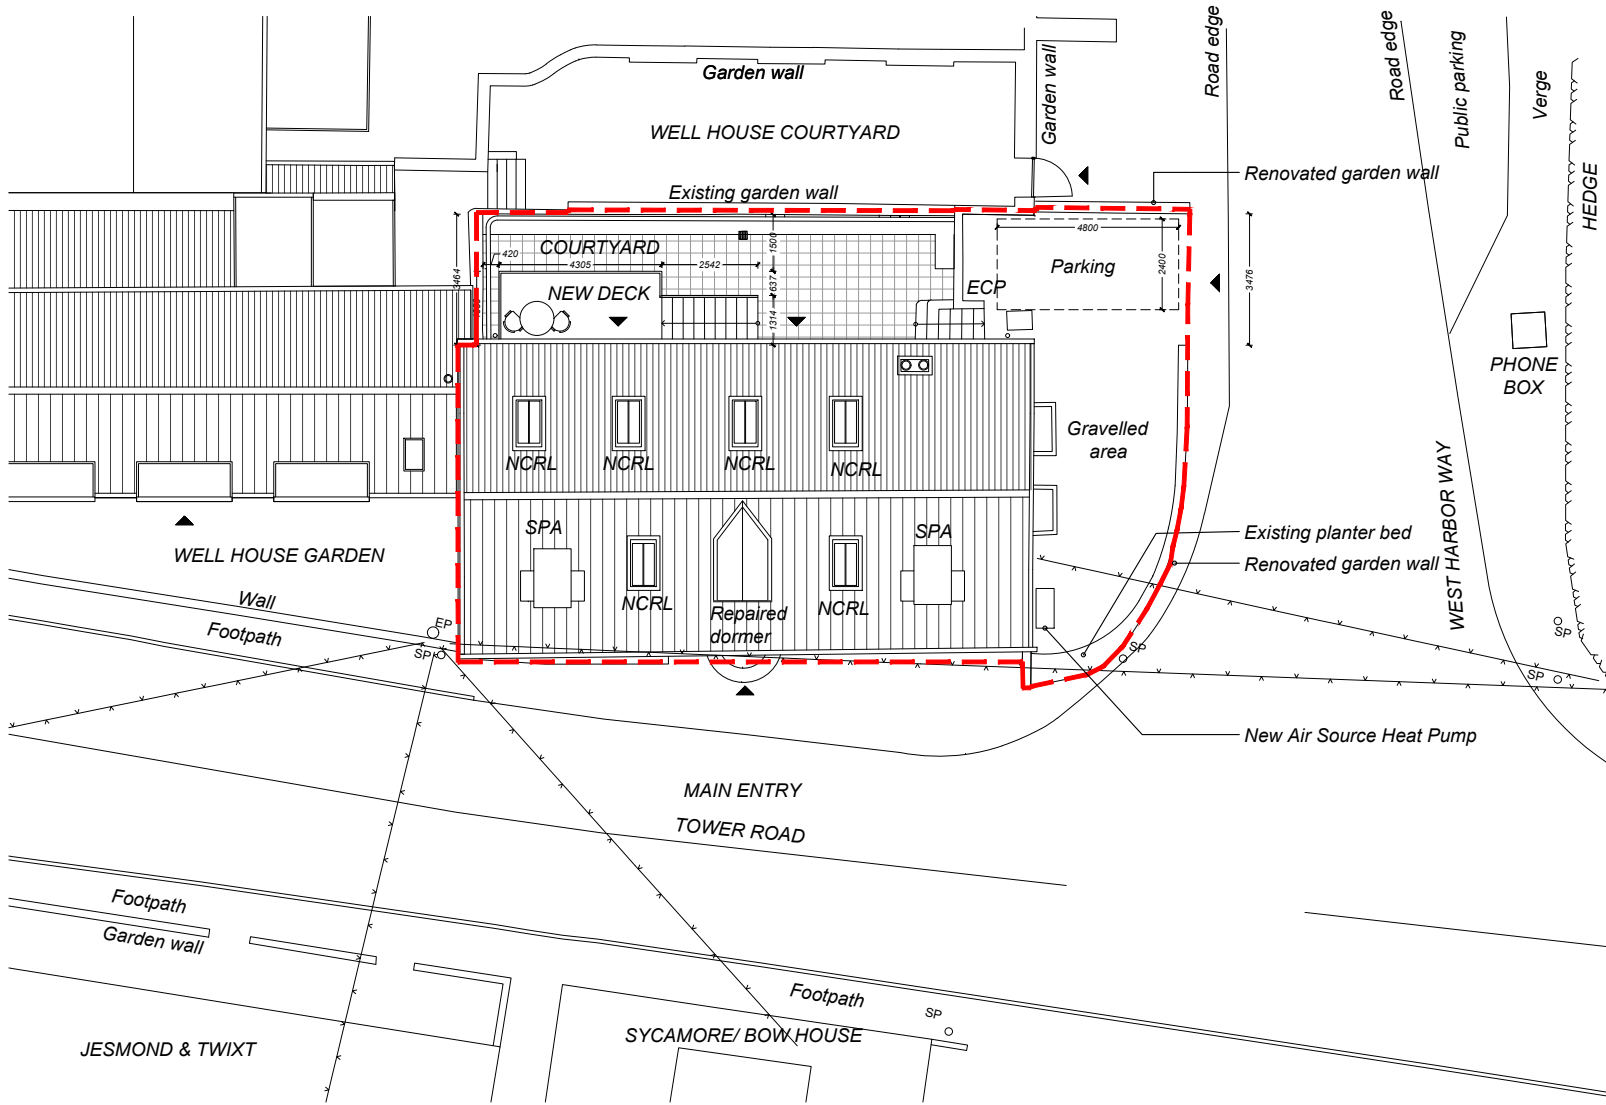 Garden wall
WELL HOUSE COURTYARD
Existing garden wall
Garden wall
Road edge
Road edge
Public parking
Verge
HEDGE
Renovated garden wall
COURTYARD
420
4305
2542
1500
637
1314
3464
NEW DECK
ECP
4800
2400
Parking
3476
PHONE
BOX
NCRL
NCRL
NCRL
NCRL
Gravelled
area
WEST HARBOR WAY
SPA
SPA
Existing planter bed
Renovated garden wall
WELL HOUSE GARDEN
NCRL
Repaired
dormer
NCRL
Wall
Footpath
EP
SP
SP
SP
SP
New Air Source Heat Pump
MAIN ENTRY
TOWER ROAD
Footpath
Garden wall
Footpath
SP
SYCAMORE/ BOW HOUSE
JESMOND & TWIXT